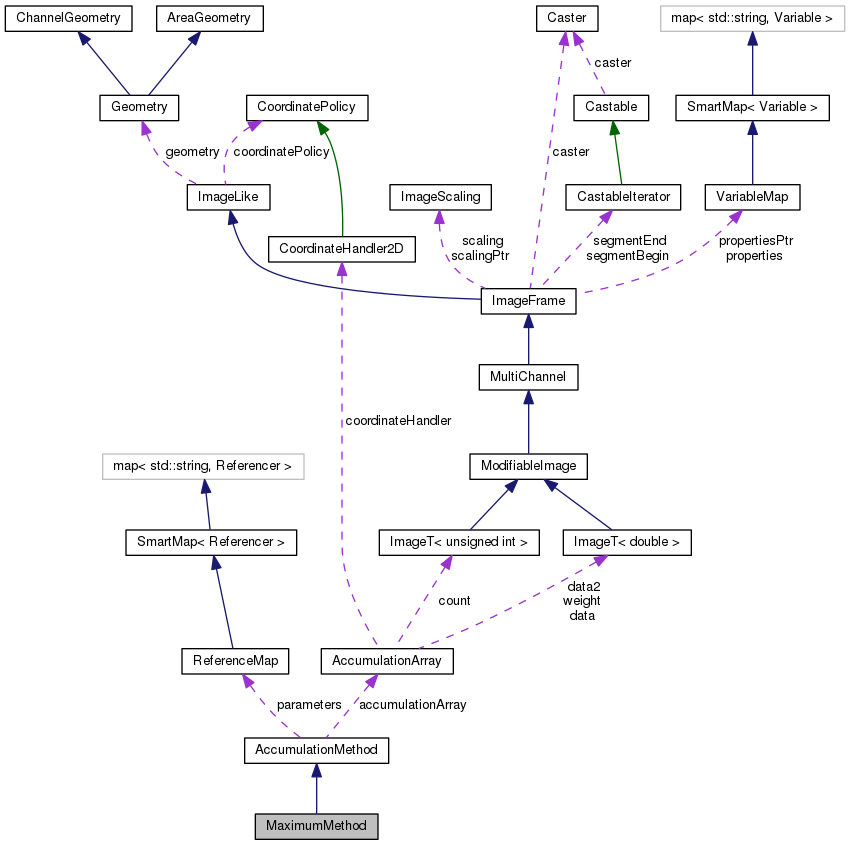 ChannelGeometry
AreaGeometry
Caster
map< std::string, Variable >
caster
Geometry
CoordinatePolicy
Castable
SmartMap< Variable >
geometry
coordinatePolicy
caster
ImageLike
ImageScaling
CastableIterator
VariableMap
CoordinateHandler2D
scaling
scalingPtr
segmentEnd
segmentBegin
propertiesPtr
properties
ImageFrame
MultiChannel
coordinateHandler
map< std::string, Referencer >
ModifiableImage
SmartMap< Referencer >
ImageT< unsigned int >
ImageT< double >
count
data2
weight
data
ReferenceMap
AccumulationArray
parameters
accumulationArray
AccumulationMethod
MaximumMethod